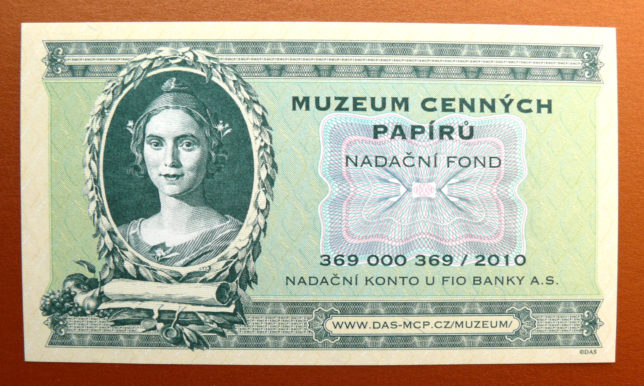 MUZEUM CENNÝCH
PAPÍRŮ
NADAČNÍ FOND
369 000 369 / 2010
NADAČNÍ KONTO U FIO BANKY A.S.
WWW.DAS-MCP.CZ/MUZEUM/
©DAS